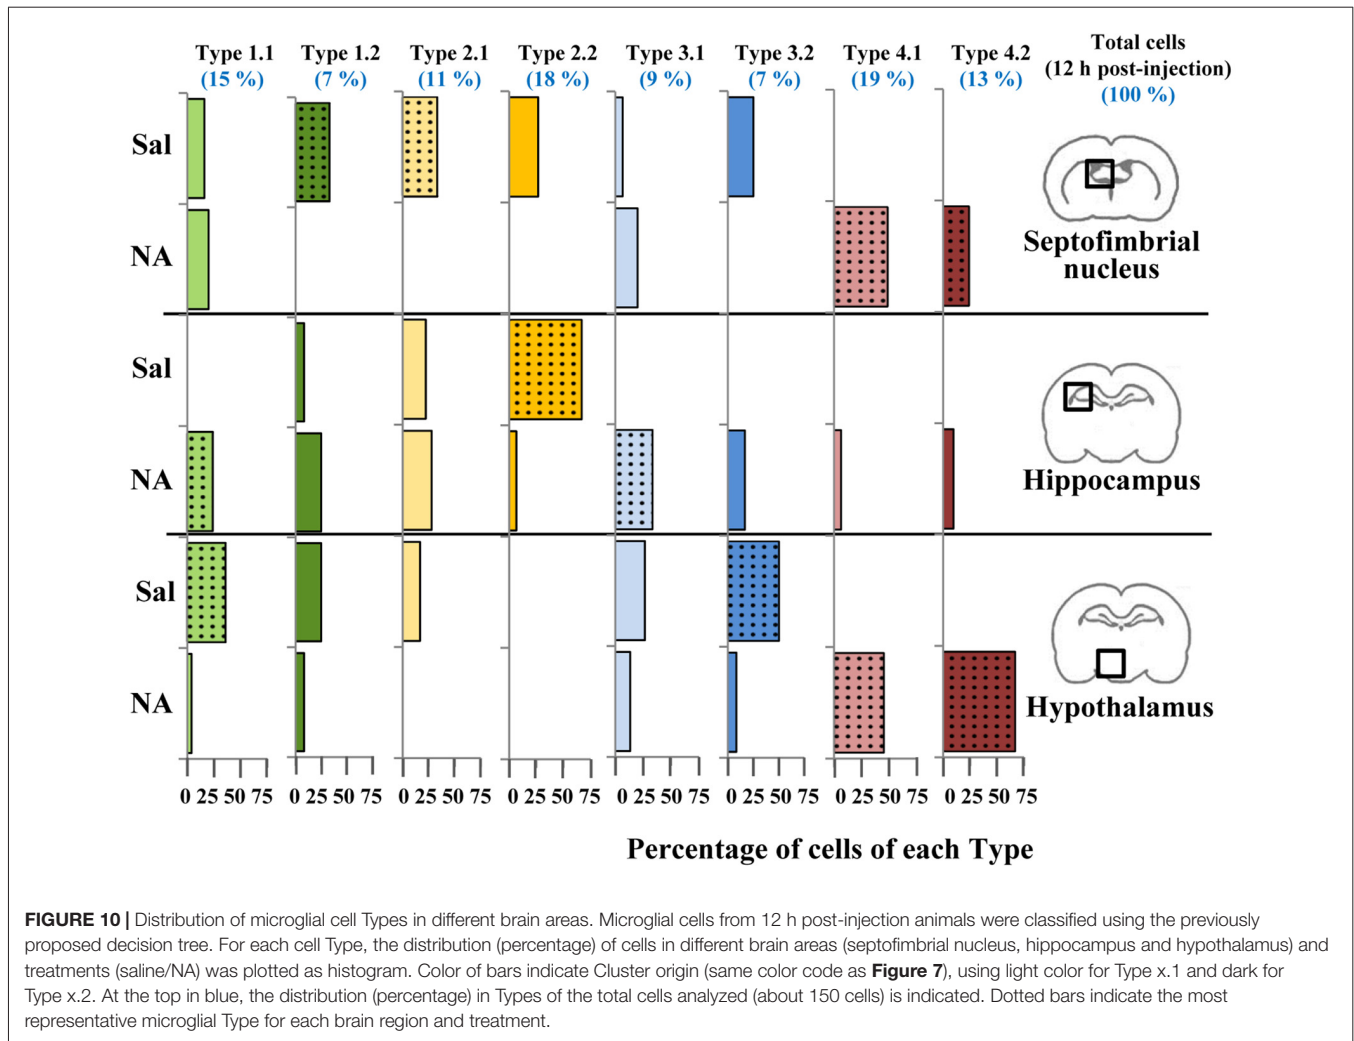 Type 1.1 Type 1.2 Type 2.1 Type 2.2 Type 3.1 Type 3.2 Type 4.1 Type 4.2 Total cells
(12 h post-injection)
(15 %) (7 %) (11 %) (18 %) (9 %) (7 %) (19 %) (13 %) (100 %)
Sal
NA
Septofimbrial
nucleus
Sal
NA
Hippocampus
Sal
NA
Hypothalamus
0 25 50 75 0 25 50 75 0 25 50 75 0 25 50 75 0 25 50 75 0 25 50 75 0 25 50 75 0 25 50 75
Percentage of cells of each Type
FIGURE 10 | Distribution of microglial cell Types in different brain areas. Microglial cells from 12 h post-injection animals were classified using the previously
proposed decision tree. For each cell Type, the distribution (percentage) of cells in different brain areas (septofimbrial nucleus, hippocampus and hypothalamus) and
treatments (saline/NA) was plotted as histogram. Color of bars indicate Cluster origin (same color code as Figure 7), using light color for Type x.1 and dark for
Type x.2. At the top in blue, the distribution (percentage) in Types of the total cells analyzed (about 150 cells) is indicated. Dotted bars indicate the most
representative microglial Type for each brain region and treatment.